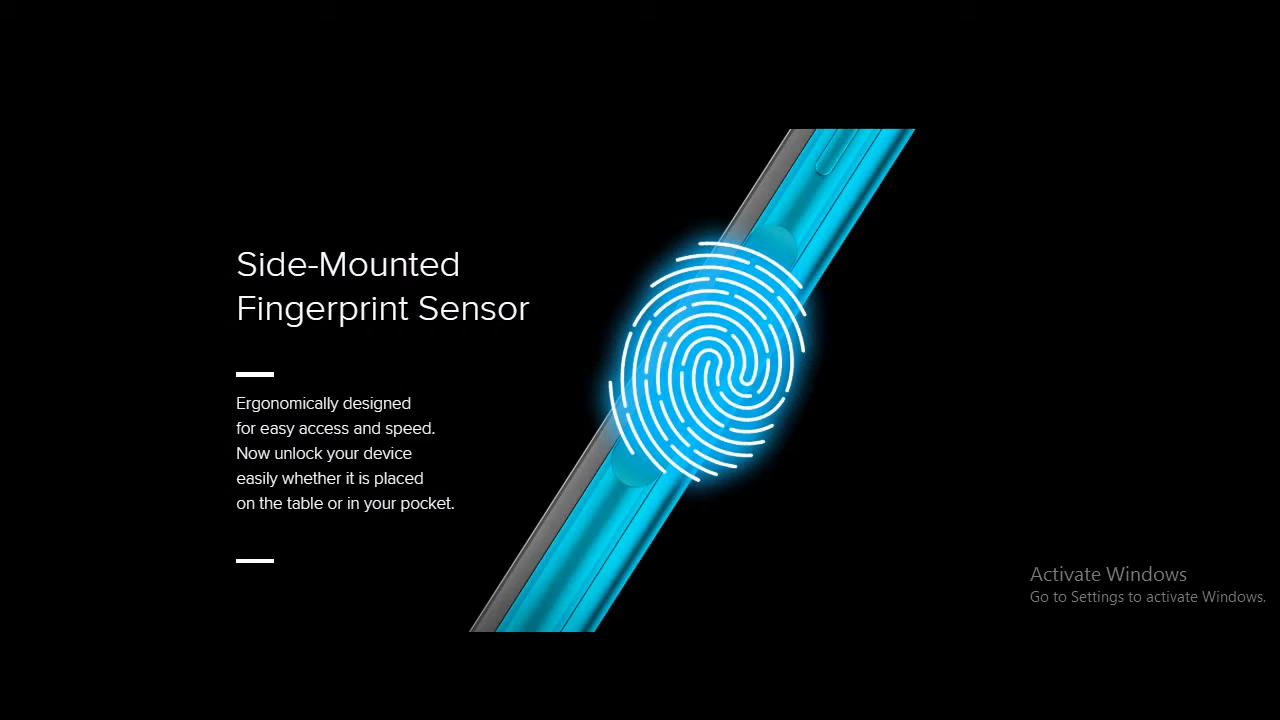 Side-Mounted
Fingerprint Sensor
Ergonomically designed
for easy access and speed.
Now unlock your device
easily whether it is placed
on the table or in your pocket.
Activate Windows
Go to Settings to activate Windows.